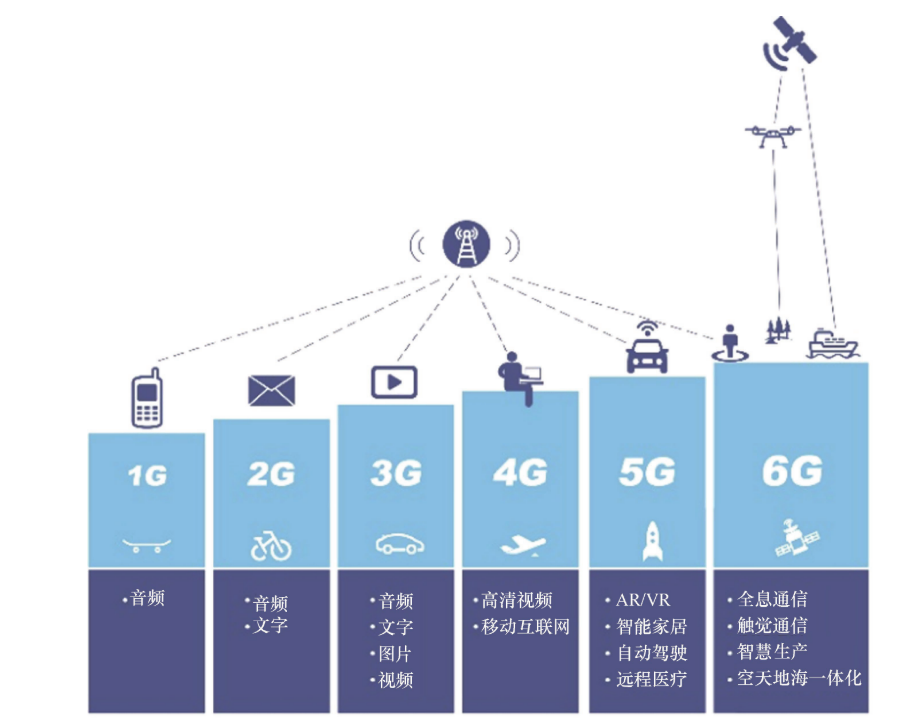 1G
2G
3G
4G
5G
6G
•音频
•音频
•文字
•音频
•文字
•图片
•视频
•高清视频
•移动互联网
•AR/VR
•智能家居
•自动驾驶
•远程医疗
•全息通信
•触觉通信
•智慧生产
•空天地海一体化